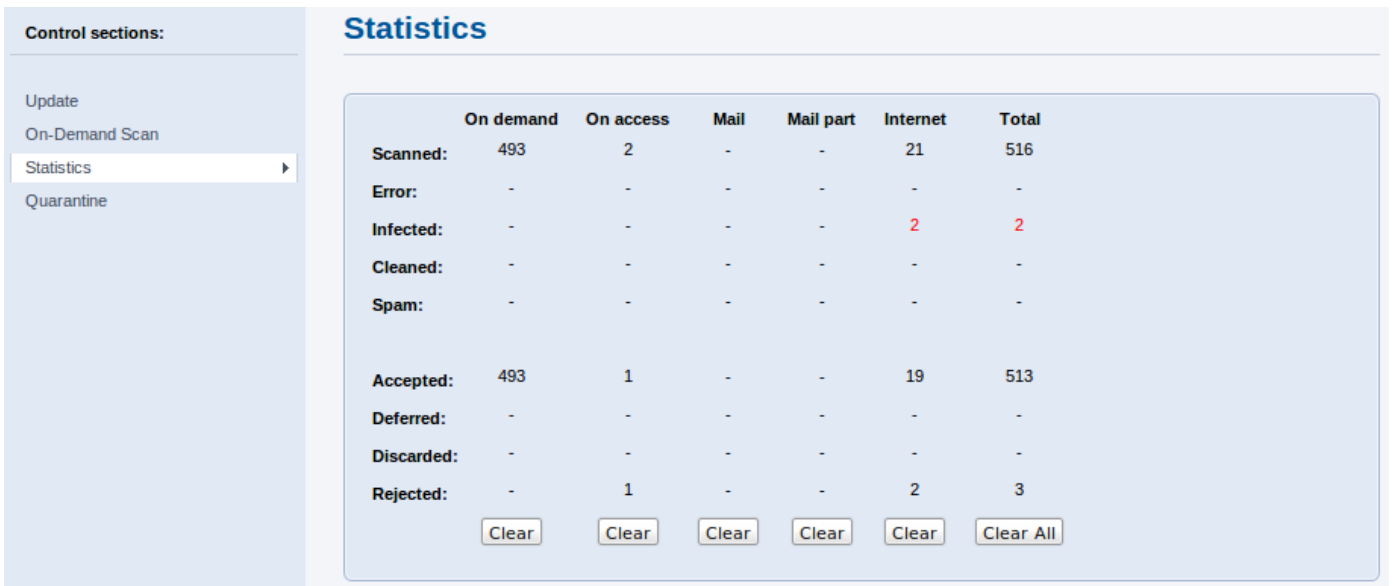 Control sections:
Update
On-Demand Scan
Statistics
Quarantine
Statistics
On demand On access Mail Mail part Internet Total
Scanned: 493 2 - - 21 516
Error: - - - - - -
Infected: - - - - 2 2
Cleaned: - - - - - -
Spam: - - - - - -
Accepted: 493 1 - - 19 513
Deferred: - - - - - -
Discarded: - - - - - -
Rejected: - 1 - - 2 3
Clear Clear Clear Clear Clear Clear All